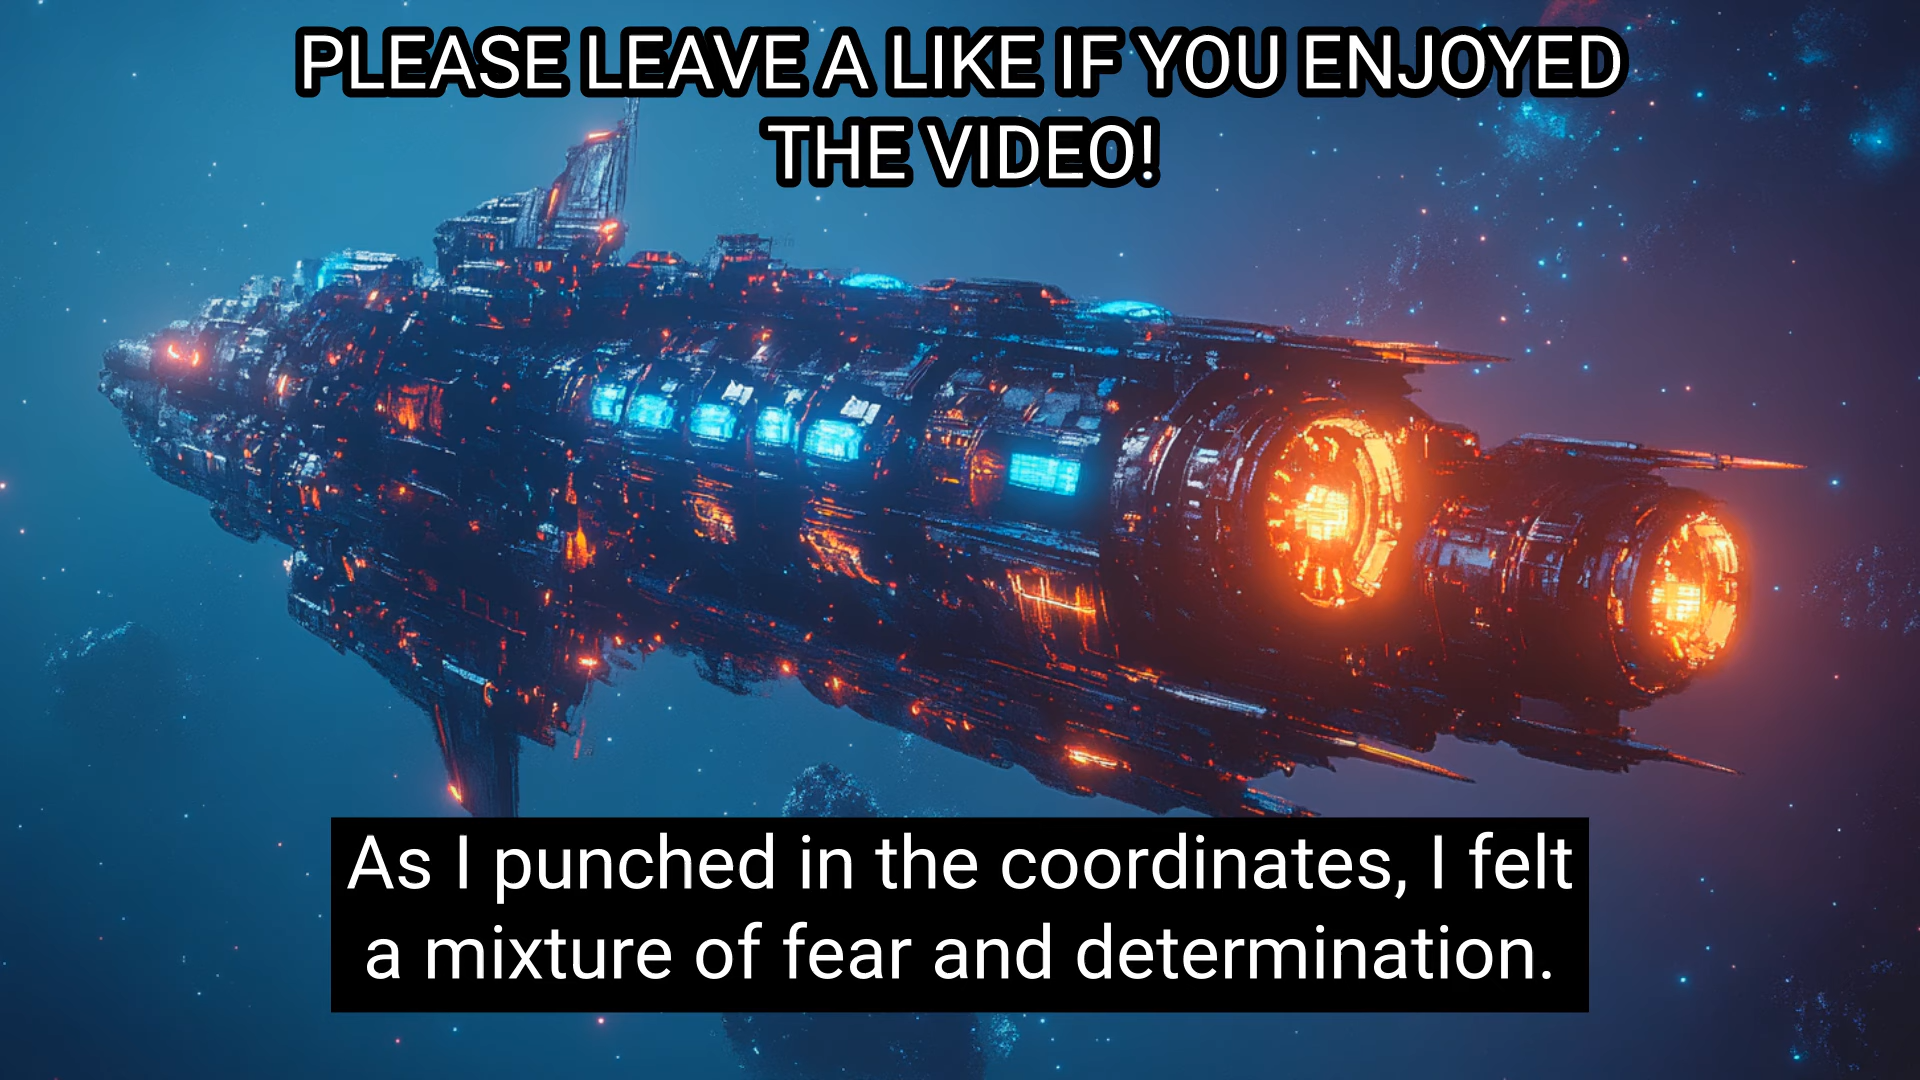 PLEASE LEAVE A LIKE IF YOU ENJOYED
THE VIDEO!
As I punched in the coordinates, I felt
a mixture of fear and determination.